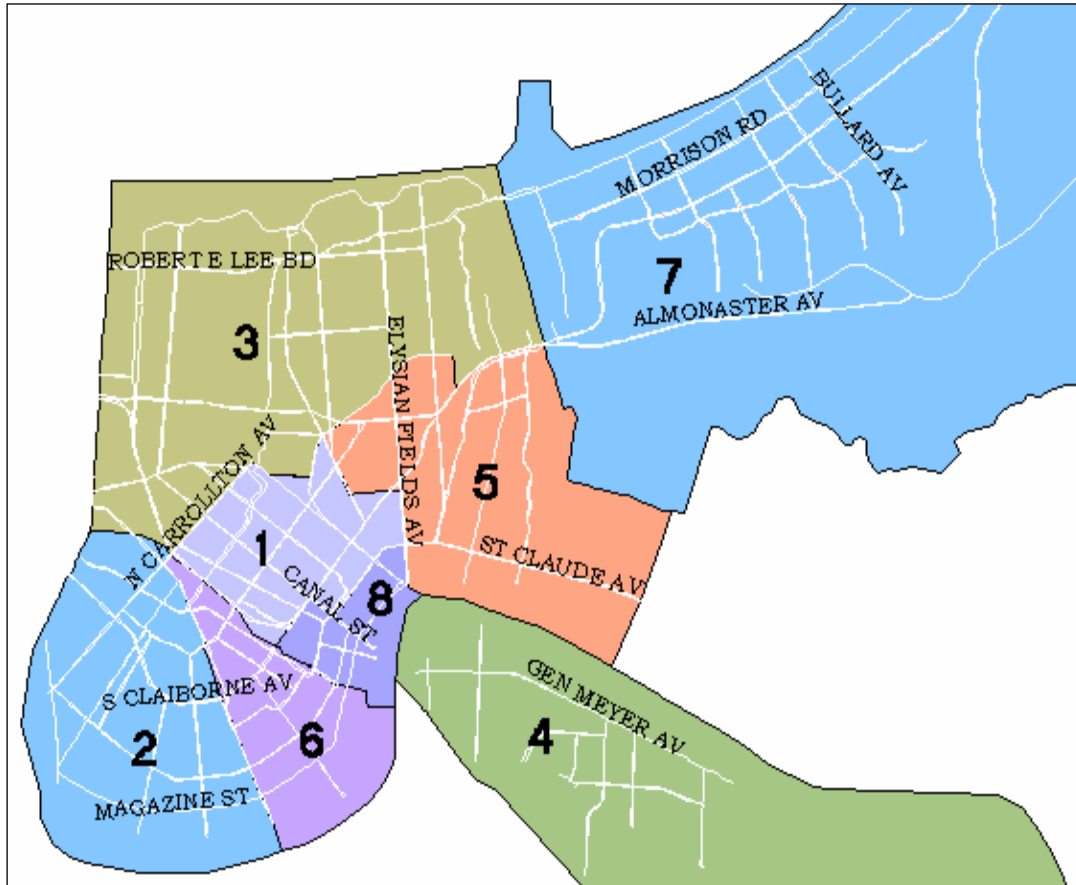 BULLARD AV
MORRISON RD
ROBERT E LEE BD
7
ALMONASTER AV
3
ELYSIAN FIELDS AV
N CARROLLTON AV
5
1
ST CLAUDE AV
CANAL ST
8
GEN MEYER AV
S CLAIBORNE AV
2
6
4
MAGAZINE ST